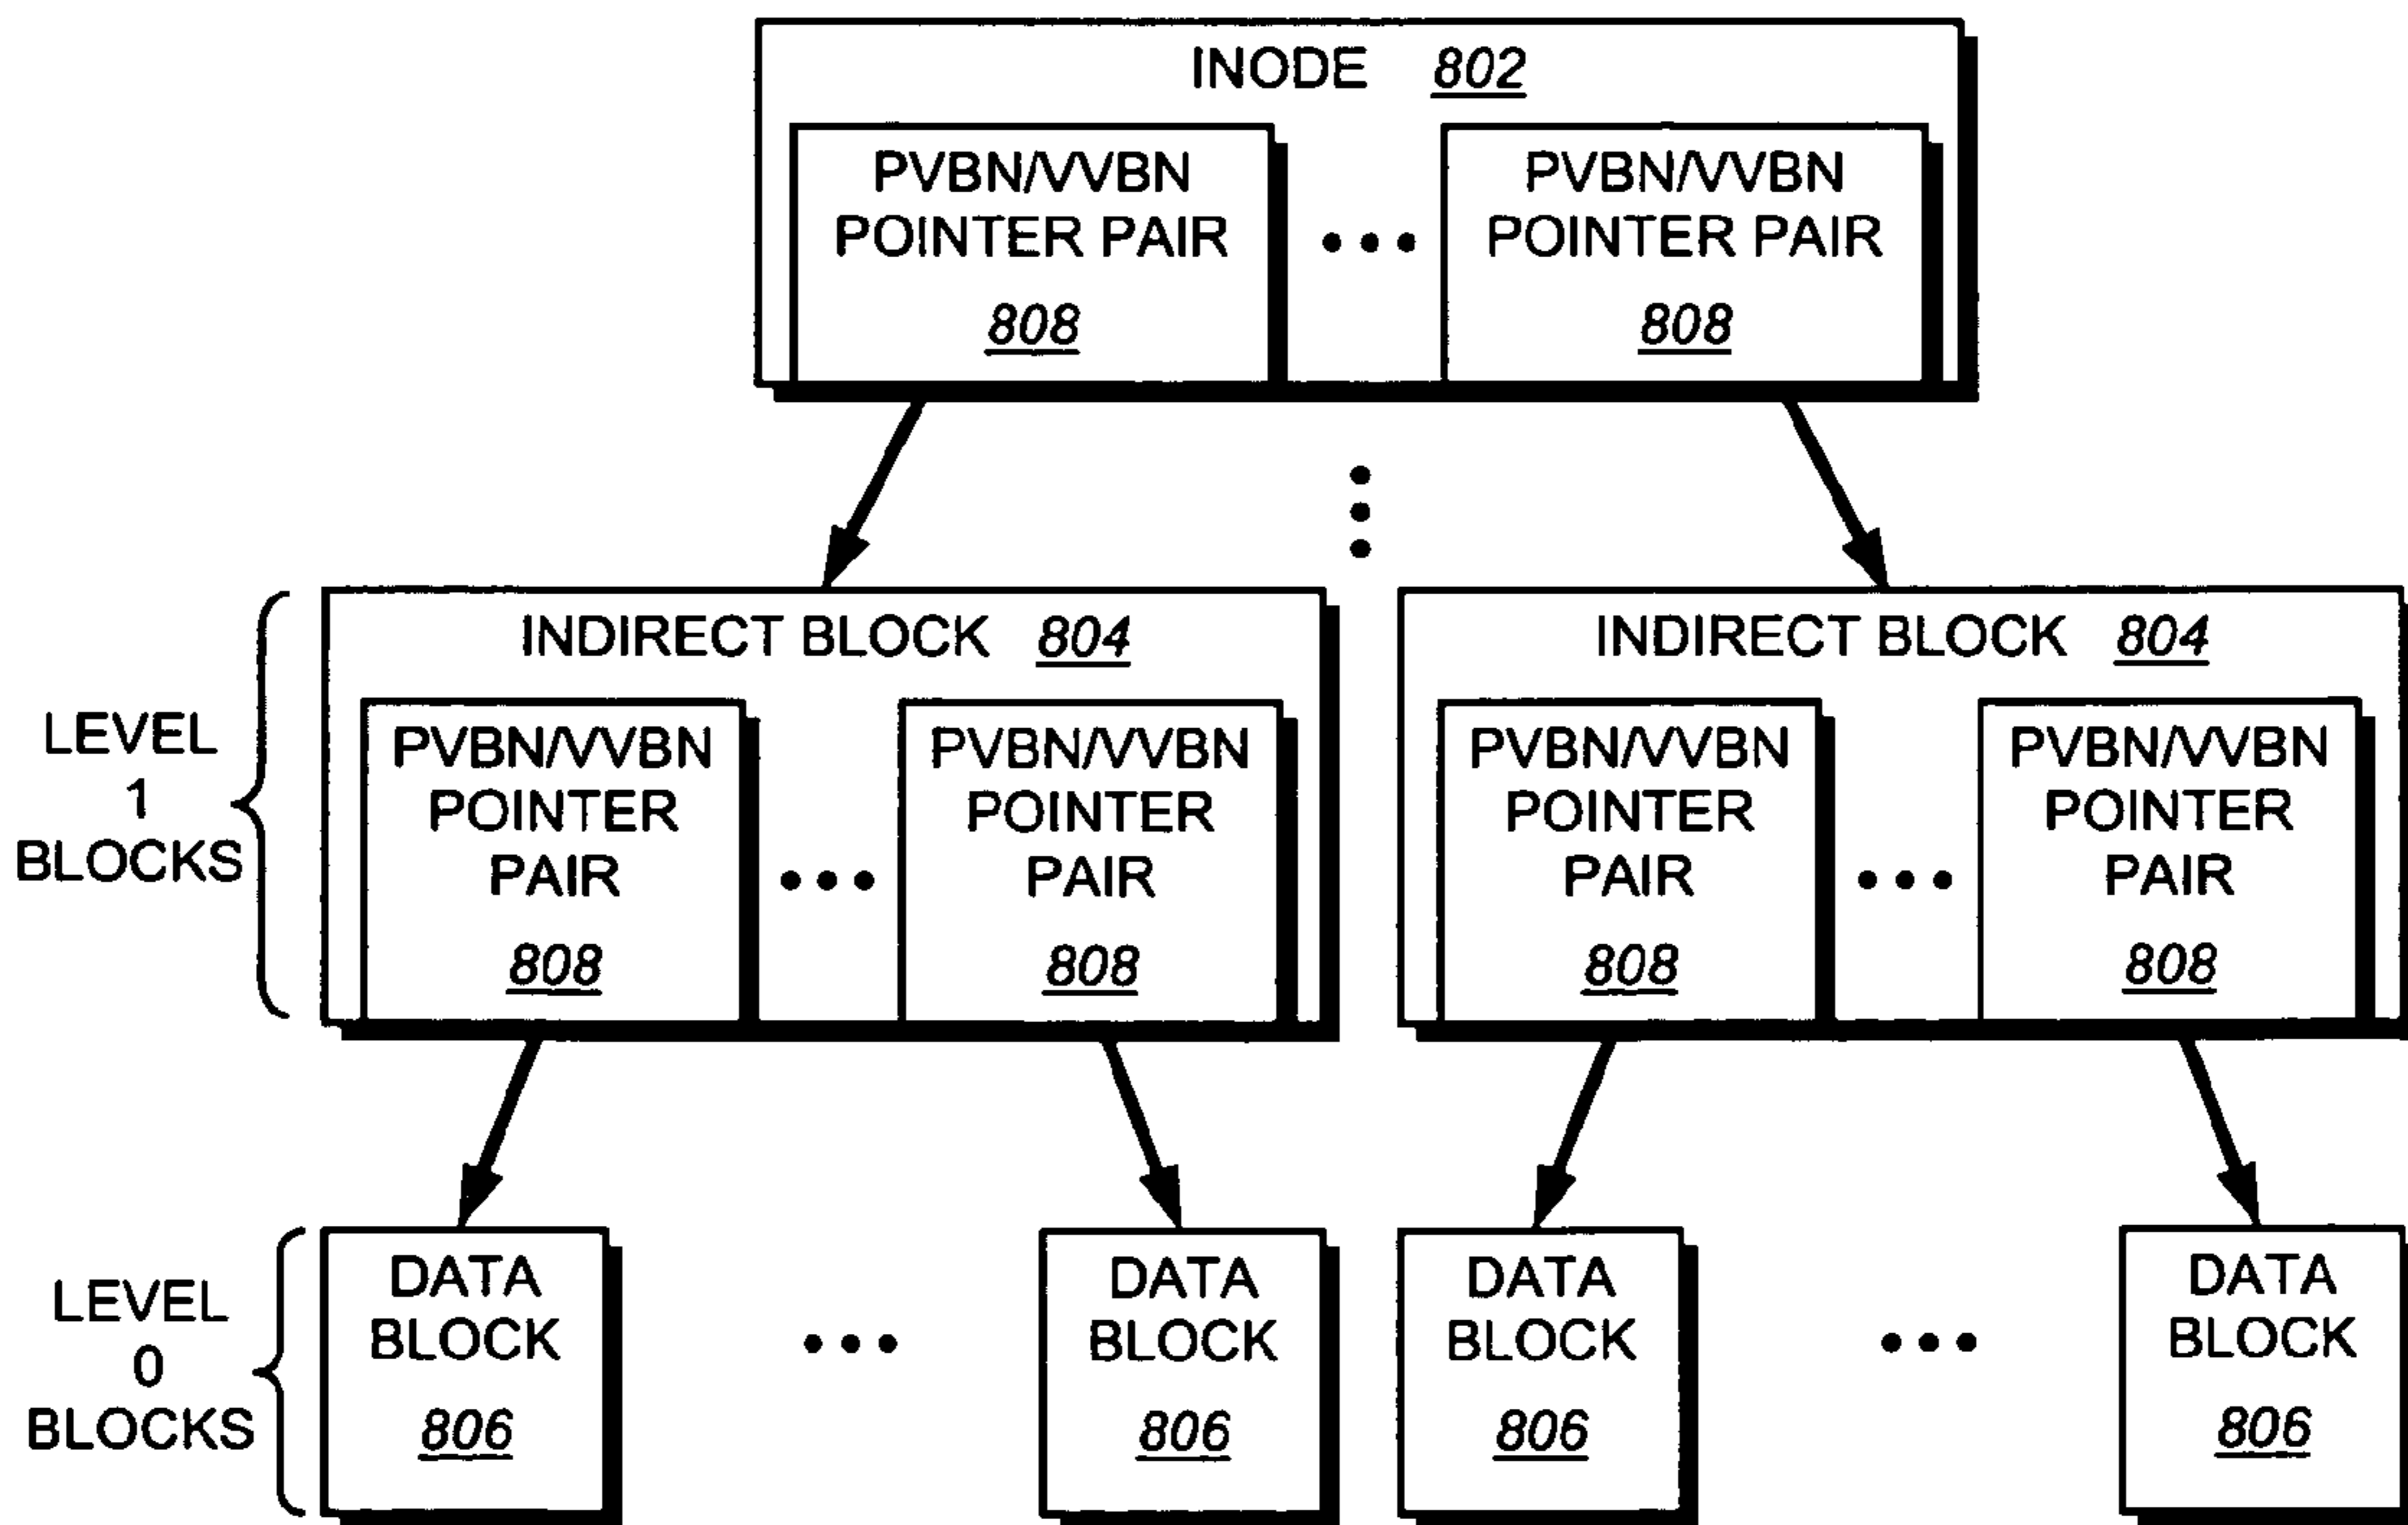 INODE 802
PVBN/VVBN
POINTER PAIR
808
PVBN/VVBN
POINTER PAIR
808
LEVEL
1
BLOCKS
INDIRECT BLOCK 804
PVBN/VVBN
POINTER
PAIR
808
PVBN/VVBN
POINTER
PAIR
808
INDIRECT BLOCK 804
PVBN/VVBN
POINTER
PAIR
808
PVBN/VVBN
POINTER
PAIR
808
LEVEL
0
BLOCKS
DATA
BLOCK
806
DATA
BLOCK
806
DATA
BLOCK
806
DATA
BLOCK
806